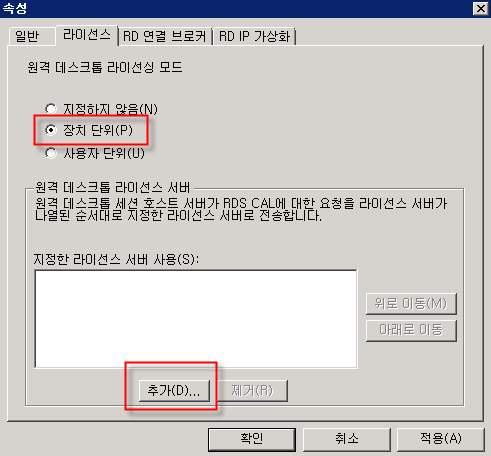 속성
일반 라이선스 RD 연결 브로커 RD IP 가상화
원격 데스크톱 라이선싱 모드
지정하지 않음(N)
장치 단위(P)
사용자 단위(U)
원격 데스크톱 라이선스 서버
원격 데스크톱 세션 호스트 서버가 RDS CAL에 대한 요청을 라이선스 서버가
나열된 순서대로 지정한 라이선스 서버로 전송합니다.
지정한 라이선스 서버 사용(S):
위로 이동(M)
아래로 이동
추가(D)... 제거(R)
확인 취소 적용(A)